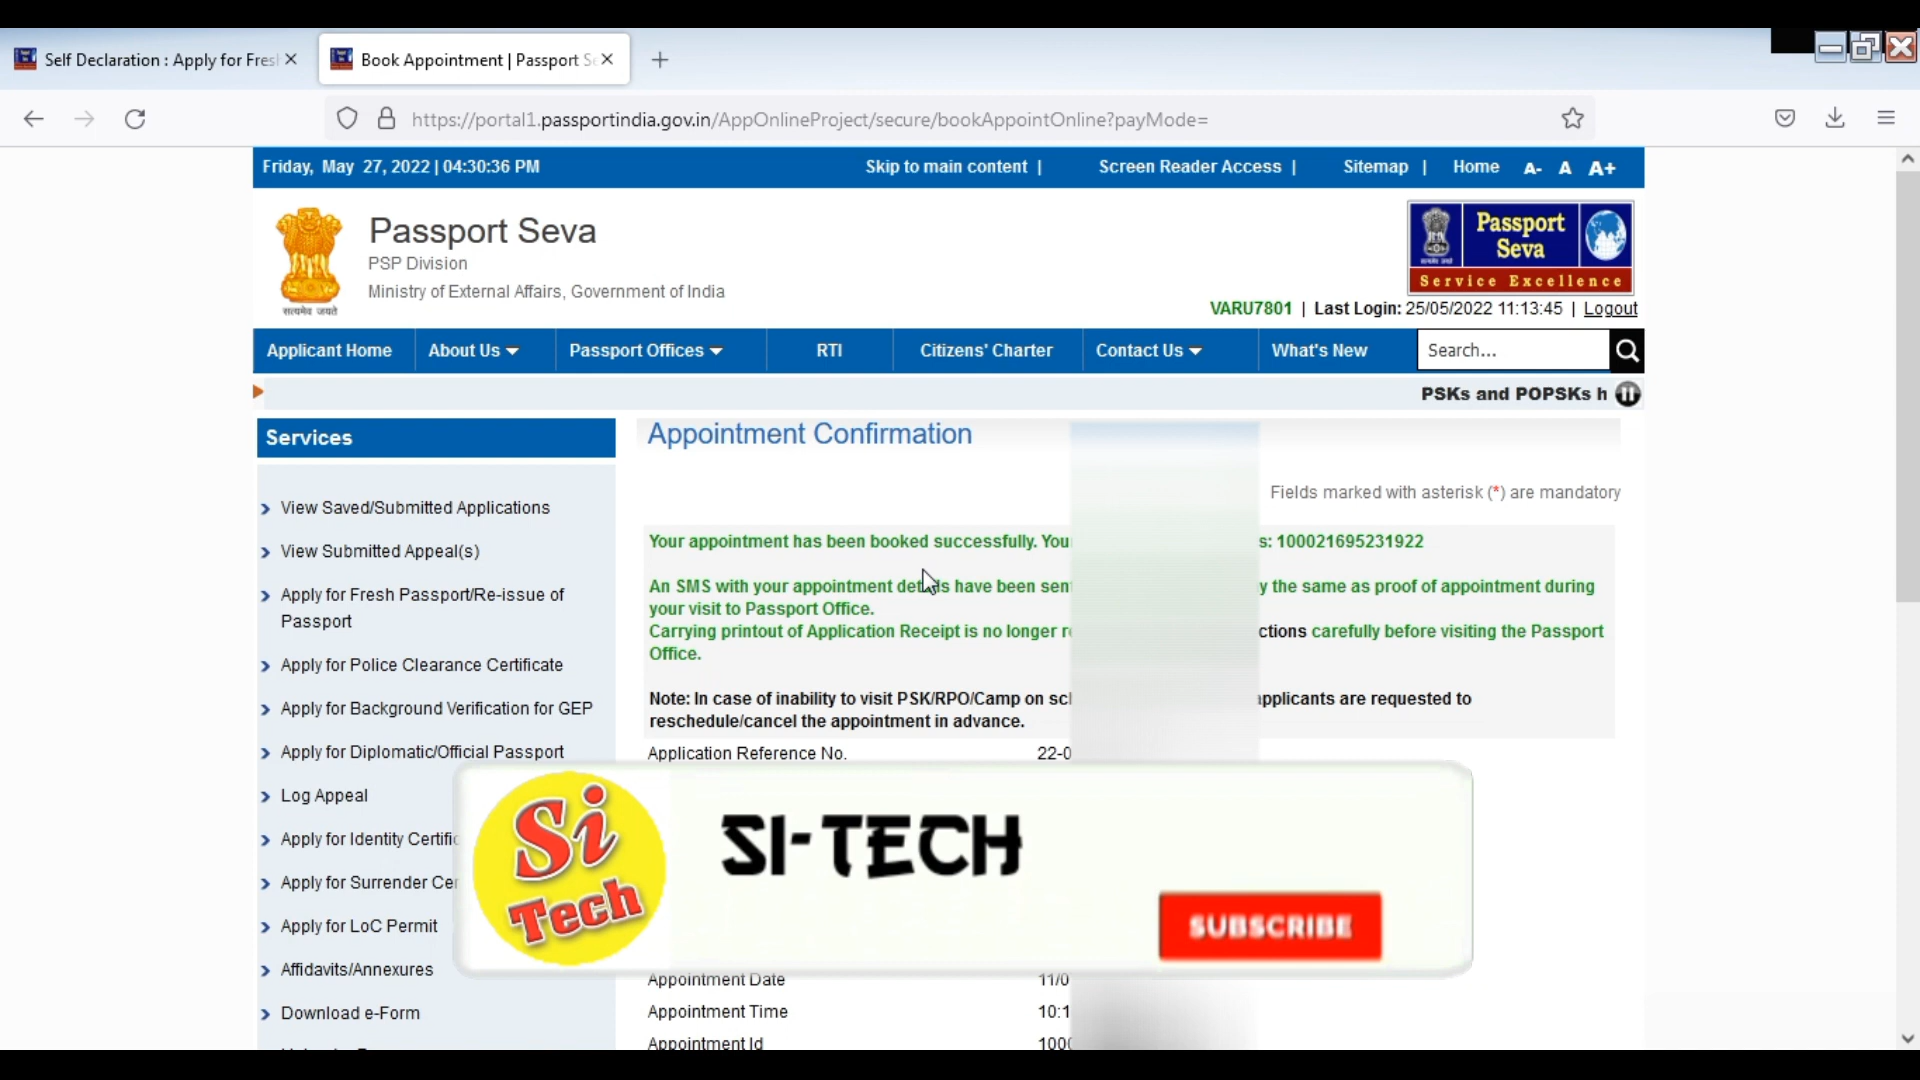 Self Declaration : Apply for Fres
Book Appointment | Passport Se
https://portal1.passportindia.gov.in/AppOnlineProject/secure/bookAppointOnline?payMode=
Friday, May 27, 2022 | 04:30:36 PM
Skip to main content |
Screen Reader Access |
Sitemap |
Home
A- A A+
Passport Seva
PSP Division
Ministry of External Affairs, Government of India
सत्यमेव जयते
Passport
Seva
Service Excellence
VARU7801 | Last Login: 25/05/2022 11:13:45 | Logout
Applicant Home
About Us
Passport Offices
RTI
Citizens' Charter
Contact Us
What's New
Search...
PSKs and POPSKs h
Services
View Saved/Submitted Applications
View Submitted Appeal(s)
Apply for Fresh Passport/Re-issue of
Passport
Apply for Police Clearance Certificate
Apply for Background Verification for GEP
Apply for Diplomatic/Official Passport
Log Appeal
Apply for Identity Certific
Apply for Surrender Cer
Apply for LoC Permit
Affidavits/Annexures
Download e-Form
Appointment Confirmation
Fields marked with asterisk (*) are mandatory
Your appointment has been booked successfully. You s: 100021695231922
An SMS with your appointment details have been sent y the same as proof of appointment during
your visit to Passport Office.
Carrying printout of Application Receipt is no longer r ctions carefully before visiting the Passport
Office.
Note: In case of inability to visit PSK/RPO/Camp on sc applicants are requested to
reschedule/cancel the appointment in advance.
Application Reference No. 22-0
Si
Tech
SI-TECH
SUBSCRIBE
Appointment Date 11/0
Appointment Time 10:1
Appointment Id 1000